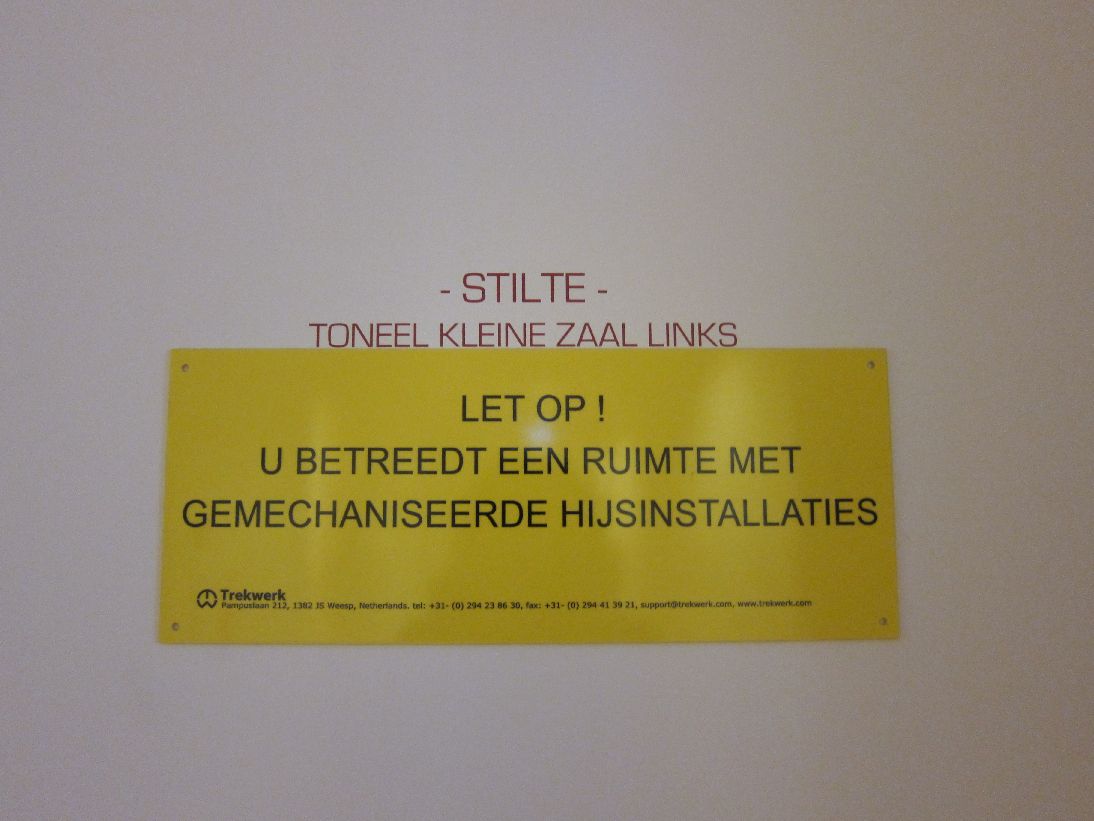 - STILTE -
TONEEL KLEINE ZAAL LINKS
LET OP !
U BETREEDT EEN RUIMTE MET
GEMECHANISEERDE HIJSINSTALLATIES
Trekwerk
Pampuslaan 212, 1382 JS Weesp, Netherlands. tel: +31- (0) 294 23 86 30, fax: +31- (0) 294 41 39 21, support@trekwerk.com, www.trekwerk.com